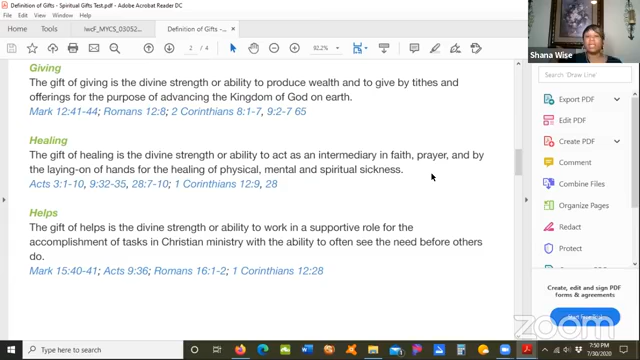 Definition of Gifts - Spiritual Gifts Test.pdf - Adobe Acrobat Reader DC
File Edit View Window Help
Home Tools Definition of Gifts - ... ×
2 / 4 92.2%
Shana Wise
Giving
The gift of giving is the divine strength or ability to produce wealth and to give by tithes and
offerings for the purpose of advancing the Kingdom of God on earth.
Mark 12:41-44; Romans 12:8; 2 Corinthians 8:1-7, 9:2-7 65
Healing
The gift of healing is the divine strength or ability to act as an intermediary in faith, prayer, and by
the laying-on of hands for the healing of physical, mental and spiritual sickness.
Acts 3:1-10, 9:32-35, 28:7-10; 1 Corinthians 12:9, 28
Helps
The gift of helps is the divine strength or ability to work in a supportive role for the
accomplishment of tasks in Christian ministry with the ability to often see the need before others
do.
Mark 15:40-41; Acts 9:36; Romans 16:1-2; 1 Corinthians 12:28
Search 'Draw Line'
Export PDF
Edit PDF
Create PDF
Comment
Combine Files
Organize Pages
Redact
Protect
Create, edit and sign PDF
forms & agreements
zoom
Type here to search
7:50 PM
7/30/2020